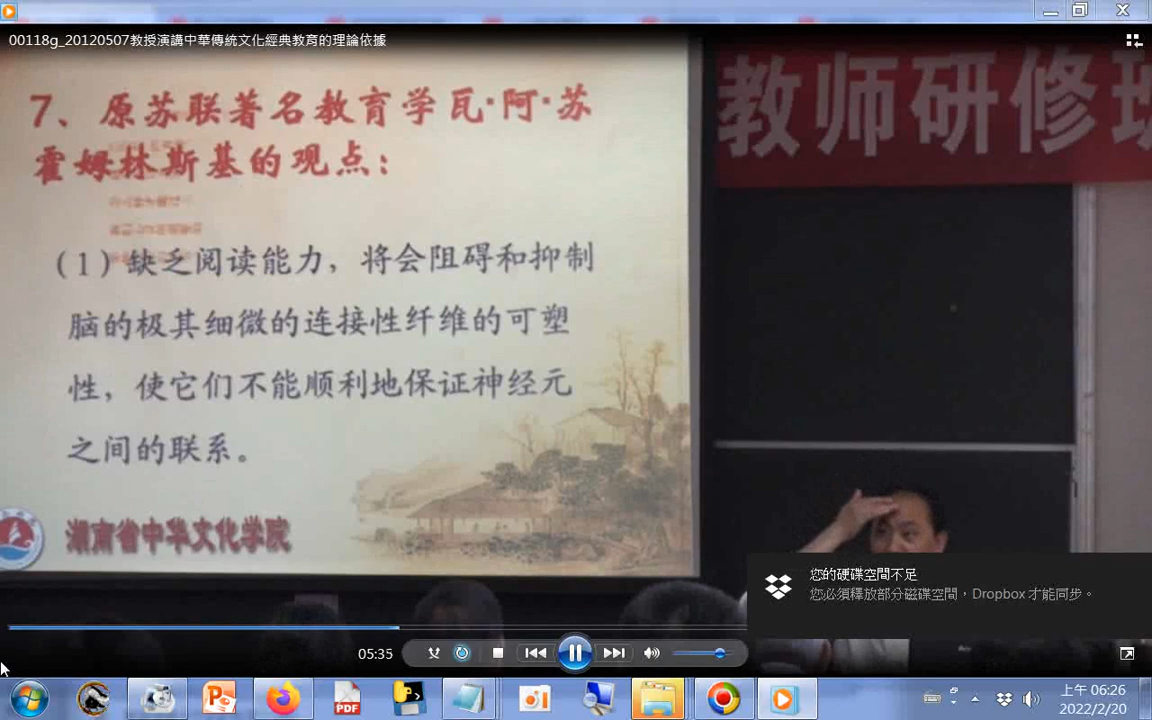 00118g_20120507教授演講中華傳統文化經典教育的理論依據
7、原苏联著名教育学瓦·阿·苏
霍姆林斯基的观点：
（1）缺乏阅读能力，将会阻碍和抑制
脑的极其细微的连接性纤维的可塑
性，使它们不能顺利地保证神经元
之间的联系。
湖南省中华文化学院
教师研修班
您的硬碟空間不足
您必須釋放部分磁碟空間，Dropbox 才能同步。
05:35
PDF
上午 06:26
2022/2/20